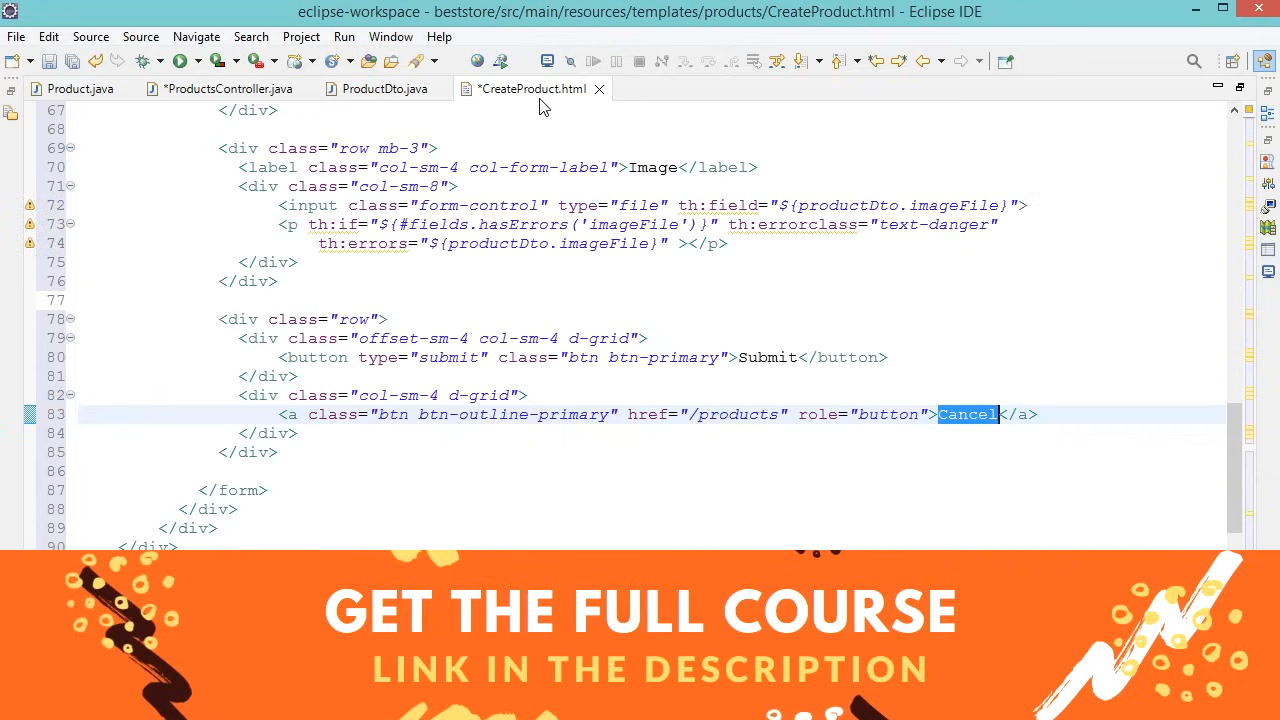 eclipse-workspace - beststore/src/main/resources/templates/products/CreateProduct.html - Eclipse IDE
File Edit Source Source Navigate Search Project Run Window Help
Product.java *ProductsController.java ProductDto.java *CreateProduct.html
67 </div>
68
69 <div class="row mb-3">
70 <label class="col-sm-4 col-form-label">Image</label>
71 <div class="col-sm-8">
72 <input class="form-control" type="file" th:field="${productDto.imageFile}">
73 <p th:if="${#fields.hasErrors('imageFile')}" th:errorclass="text-danger"
74 th:errors="${productDto.imageFile}" ></p>
75 </div>
76 </div>
77
78 <div class="row">
79 <div class="offset-sm-4 col-sm-4 d-grid">
80 <button type="submit" class="btn btn-primary">Submit</button>
81 </div>
82 <div class="col-sm-4 d-grid">
83 <a class="btn btn-outline-primary" href="/products" role="button">Cancel</a>
84 </div>
85 </div>
86
87 </form>
88 </div>
89 </div>
90 </div>
GET THE FULL COURSE
LINK IN THE DESCRIPTION